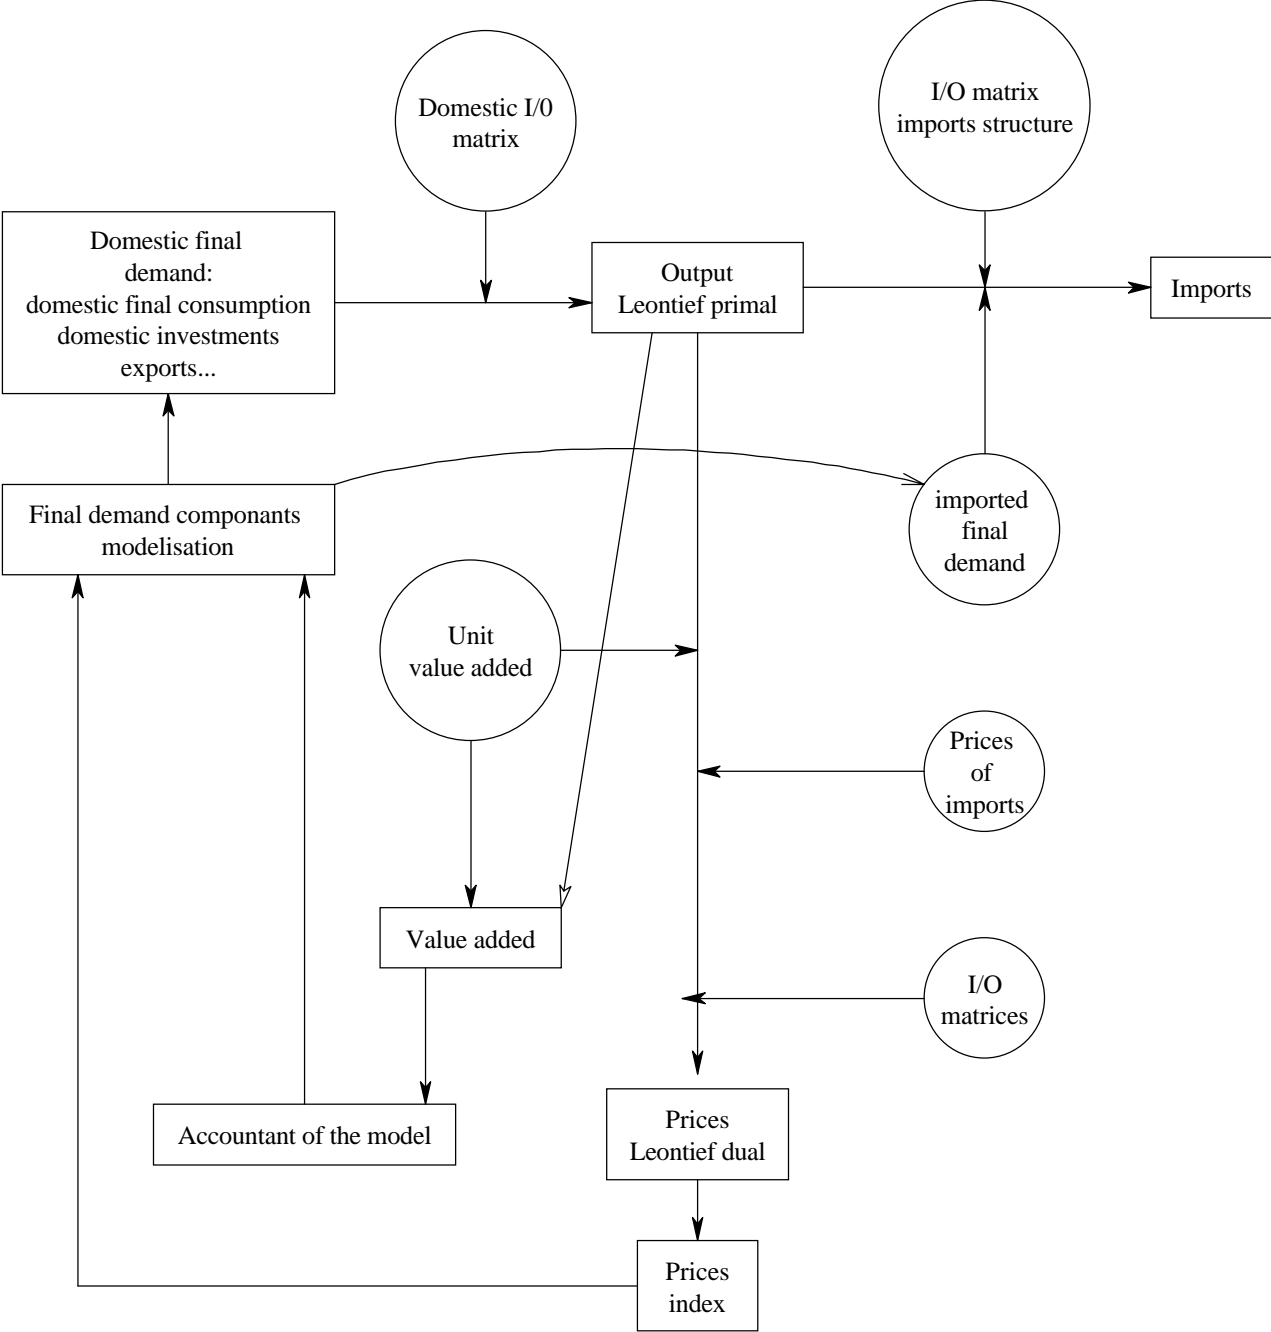 Domestic I/0
matrix
I/O matrix
imports structure
Domestic final
demand:
domestic final consumption
domestic investments
exports...
Output
Leontief primal
Imports
Final demand componants
modelisation
imported
final
demand
Unit
value added
Prices
of
imports
Value added
I/O
matrices
Accountant of the model
Prices
Leontief dual
Prices
index